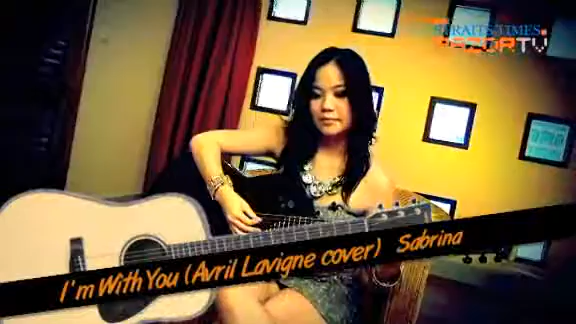 STRAITS TIMES
RAZORTV
I'm With You (Avril Lavigne cover) Sabrina